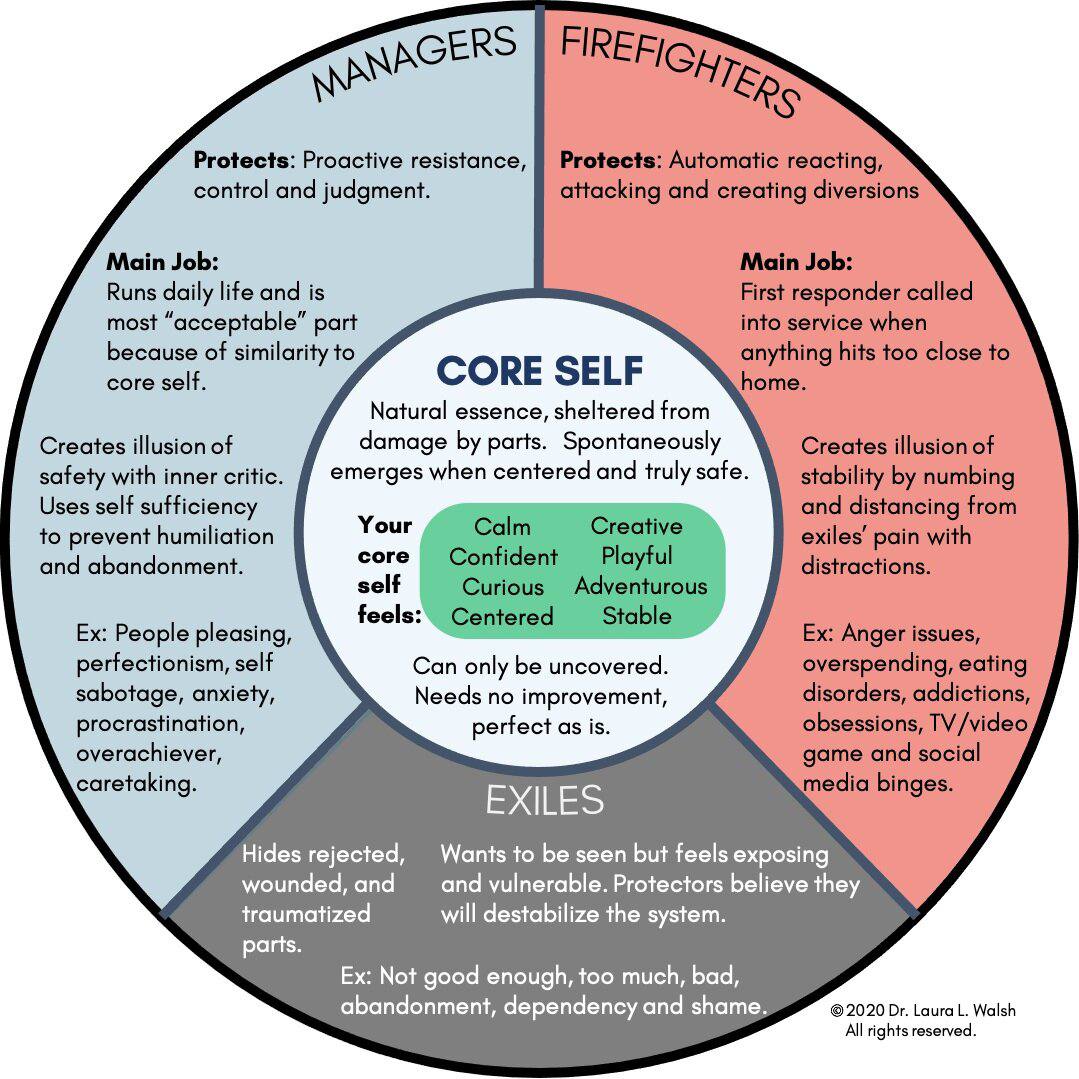 MANAGERS
Protects: Proactive resistance,
control and judgment.
Main Job:
Runs daily life and is
most “acceptable” part
because of similarity to
core self.
Creates illusion of
safety with inner critic.
Uses self sufficiency
to prevent humiliation
and abandonment.
Ex: People pleasing,
perfectionism, self
sabotage, anxiety,
procrastination,
overachiever,
caretaking.
FIREFIGHTERS
Protects: Automatic reacting,
attacking and creating diversions
Main Job:
First responder called
into service when
anything hits too close to
home.
Creates illusion of
stability by numbing
and distancing from
exiles’ pain with
distractions.
Ex: Anger issues,
overspending, eating
disorders, addictions,
obsessions, TV/video
game and social
media binges.
CORE SELF
Natural essence, sheltered from
damage by parts. Spontaneously
emerges when centered and truly safe.
Your
core
self
feels:
Calm
Confident
Curious
Centered
Creative
Playful
Adventurous
Stable
Can only be uncovered.
Needs no improvement,
perfect as is.
EXILES
Hides rejected,
wounded, and
traumatized
parts.
Wants to be seen but feels exposing
and vulnerable. Protectors believe they
will destabilize the system.
Ex: Not good enough, too much, bad,
abandonment, dependency and shame.
©2020 Dr. Laura L. Walsh
All rights reserved.